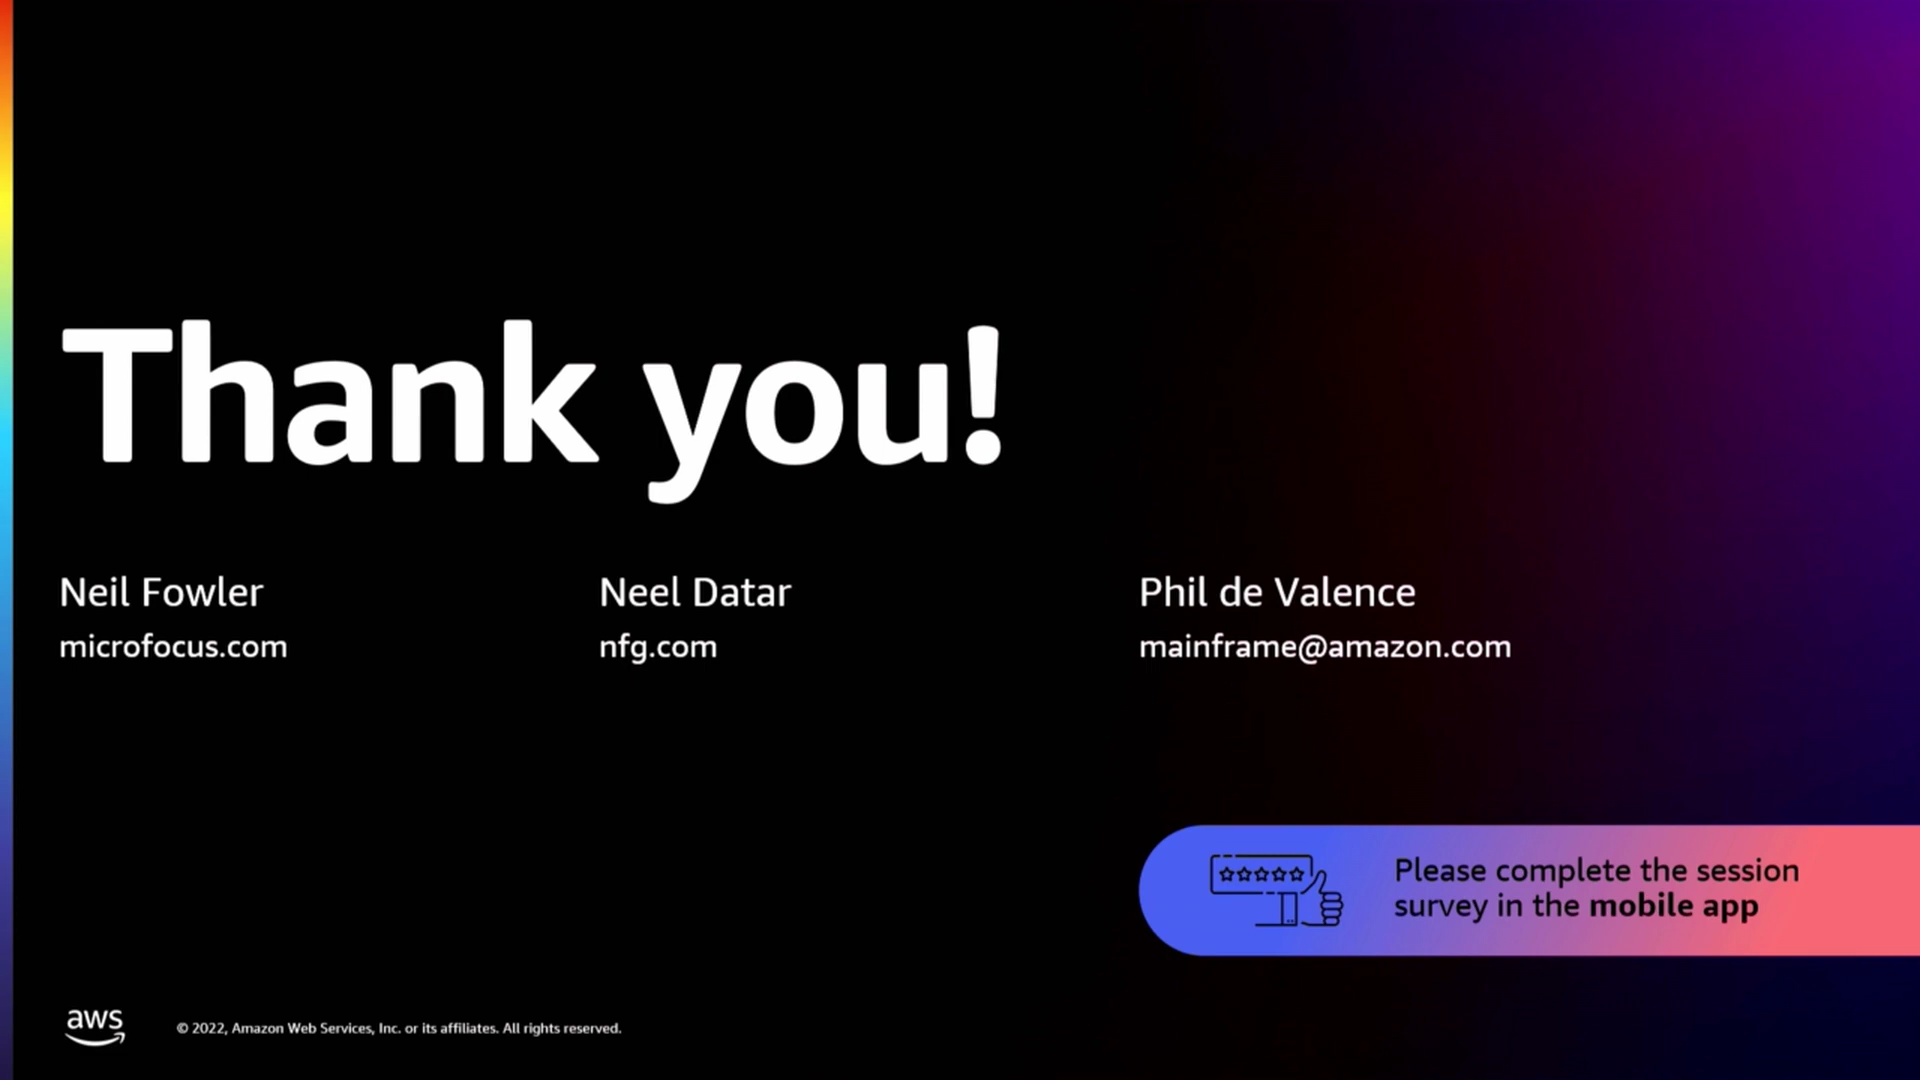 Thank you!
Neil Fowler
microfocus.com
Neel Datar
nfg.com
Phil de Valence
mainframe@amazon.com
Please complete the session
survey in the mobile app
aws
© 2022, Amazon Web Services, Inc. or its affiliates. All rights reserved.